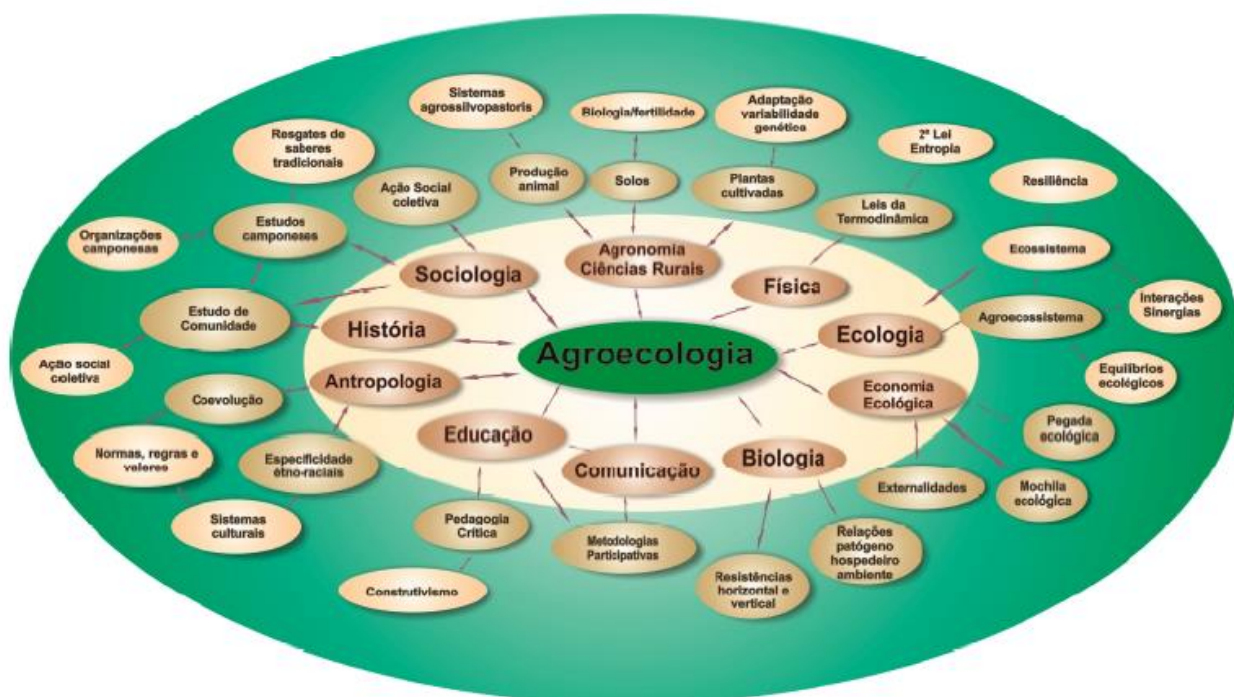 Sistemas
agrossilvopastoris
Biologia/fertilidade
Adaptação
variabilidade
genética
2ª Lei
Entropia
Resgates de
saberes
tradicionais
Ação Social
coletiva
Produção
animal
Solos
Plantas
cultivadas
Leis da
Termodinâmica
Resiliência
Organizações
camponesas
Estudos
camponeses
Sociologia
Agronomia
Ciências Rurais
Física
Ecossistema
Estudo de
Comunidade
História
Agroecologia
Ecologia
Agroecossistema
Interações
Sinergias
Ação social
coletiva
Antropologia
Economia
Ecológica
Equilíbrios
ecológicos
Coevolução
Educação
Comunicação
Biologia
Pegada
ecológica
Normas, regras e
valeres
Especificidade
étno-raciais
Externalidades
Mochila
ecológica
Sistemas
culturais
Pedagogia
Crítica
Metodologias
Participativas
Relações
patógeno
hospedeiro
ambiente
Construtivismo
Resistências
horizontal e
vertical